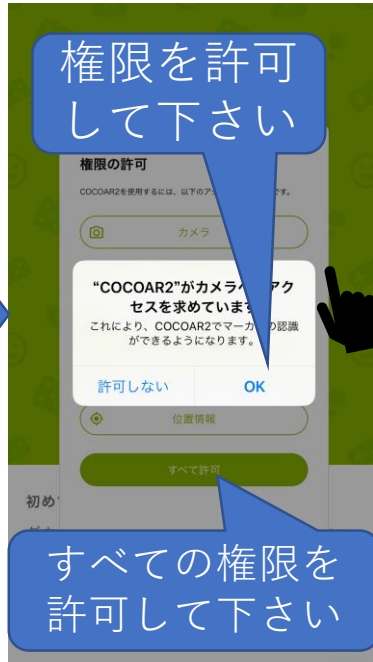 権限を許可
して下さい
権限の許可
COCOAR2を使用するには、以下のア
です。
カメラ
"COCOAR2"がカメラへ
アク
セスを求めています
これにより、COCOAR2でマーカ
の認識
ができるようになります。
許可しない
OK
位置情報
すべて許可
初め
すべての権限を
許可して下さい